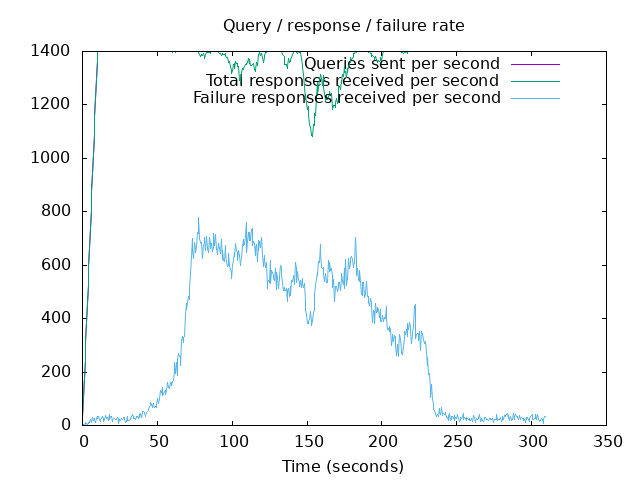 Query / response / failure rate
1400
1200
1000
800
600
400
200
0
Queries sent per second
Total responses received per second
Failure responses received per second
0 50 100 150 200 250 300 350
Time (seconds)